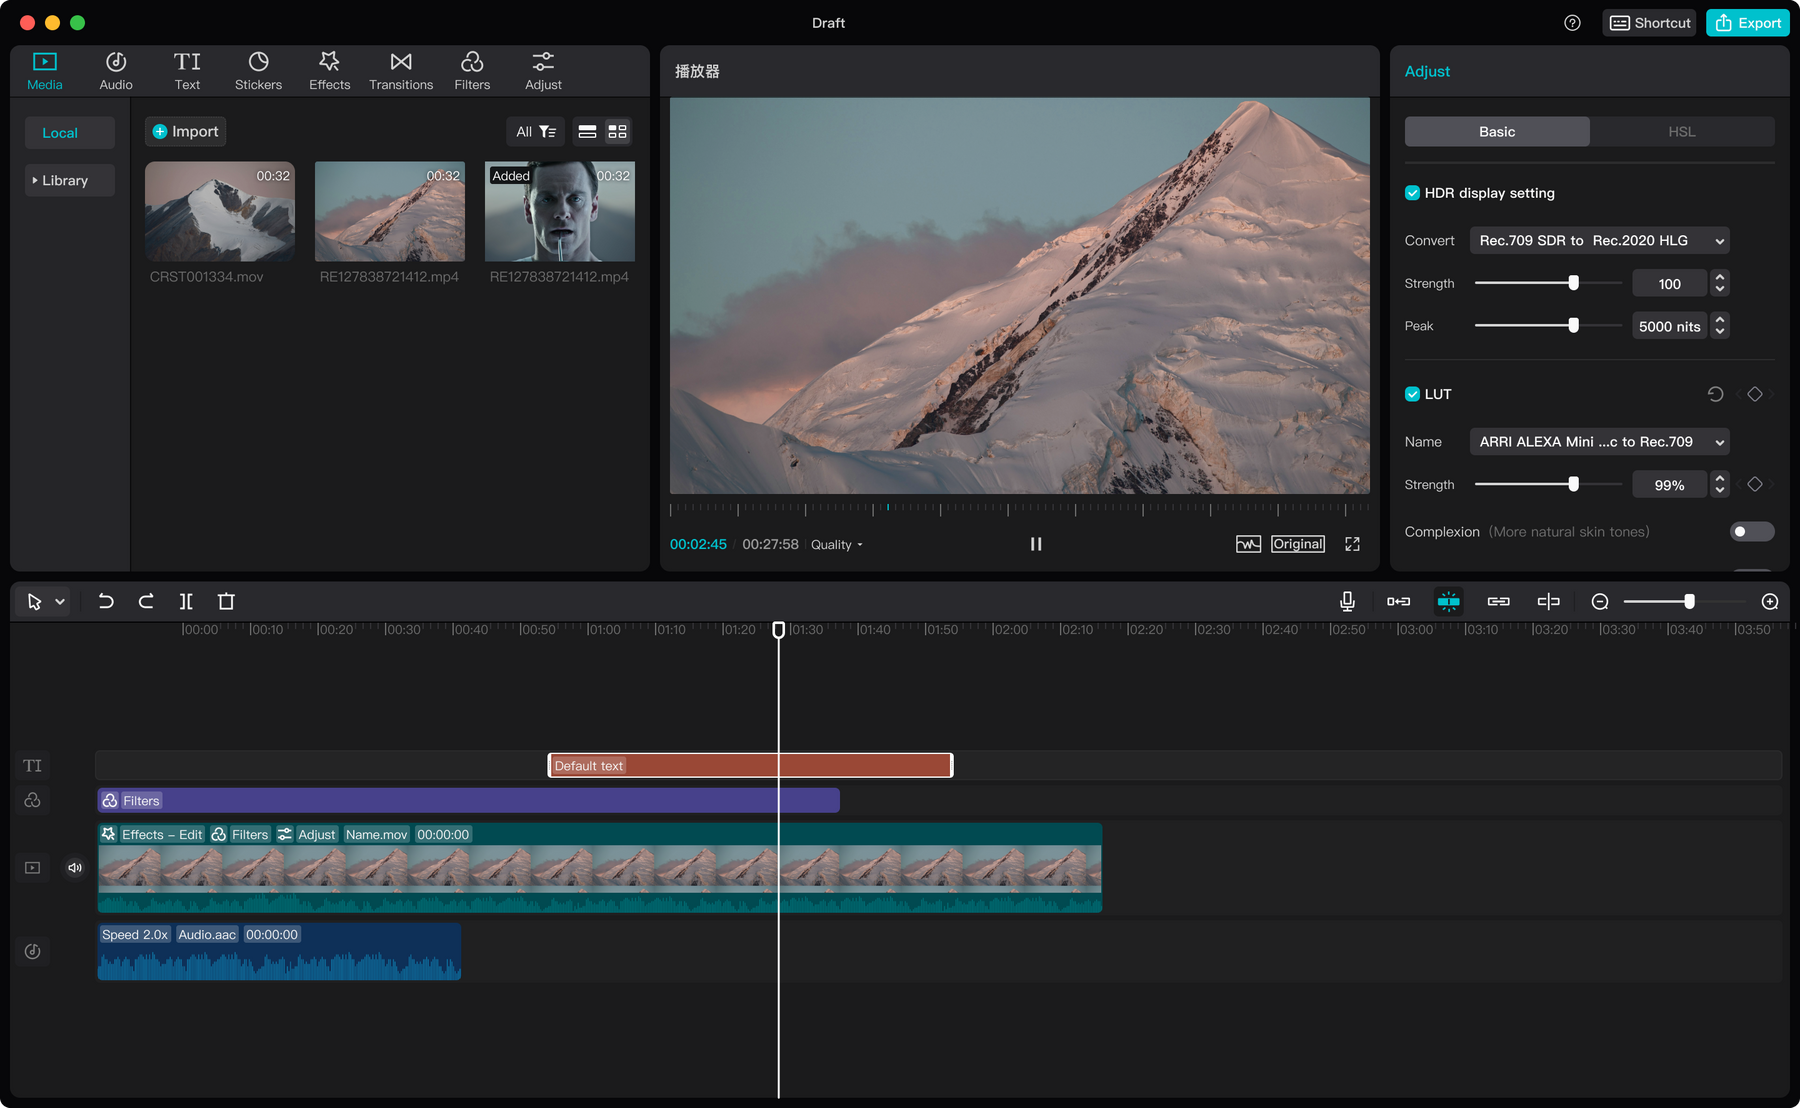 Draft
Shortcut
Export
Media
Audio
Text
Stickers
Effects
Transitions
Filters
Adjust
Local
Library
Import
All
00:32
CRST001334.mov
00:32
RE127838721412.mp4
Added
00:32
RE127838721412.mp4
播放器
00:02:45 / 00:27:58 Quality
Original
Adjust
Basic
HSL
HDR display setting
Convert Rec.709 SDR to Rec.2020 HLG
Strength 100
Peak 5000 nits
LUT
Name ARRI ALEXA Mini ...c to Rec.709
Strength 99%
Complexion (More natural skin tones)
00:00 00:10 00:20 00:30 00:40 00:50 01:00 01:10 01:20 01:30 01:40 01:50 02:00 02:10 02:20 02:30 02:40 02:50 03:00 03:10 03:20 03:30 03:40 03:50
TI
Default text
Filters
Effects – Edit Filters Adjust Name.mov 00:00:00
Speed 2.0x Audio.aac 00:00:00